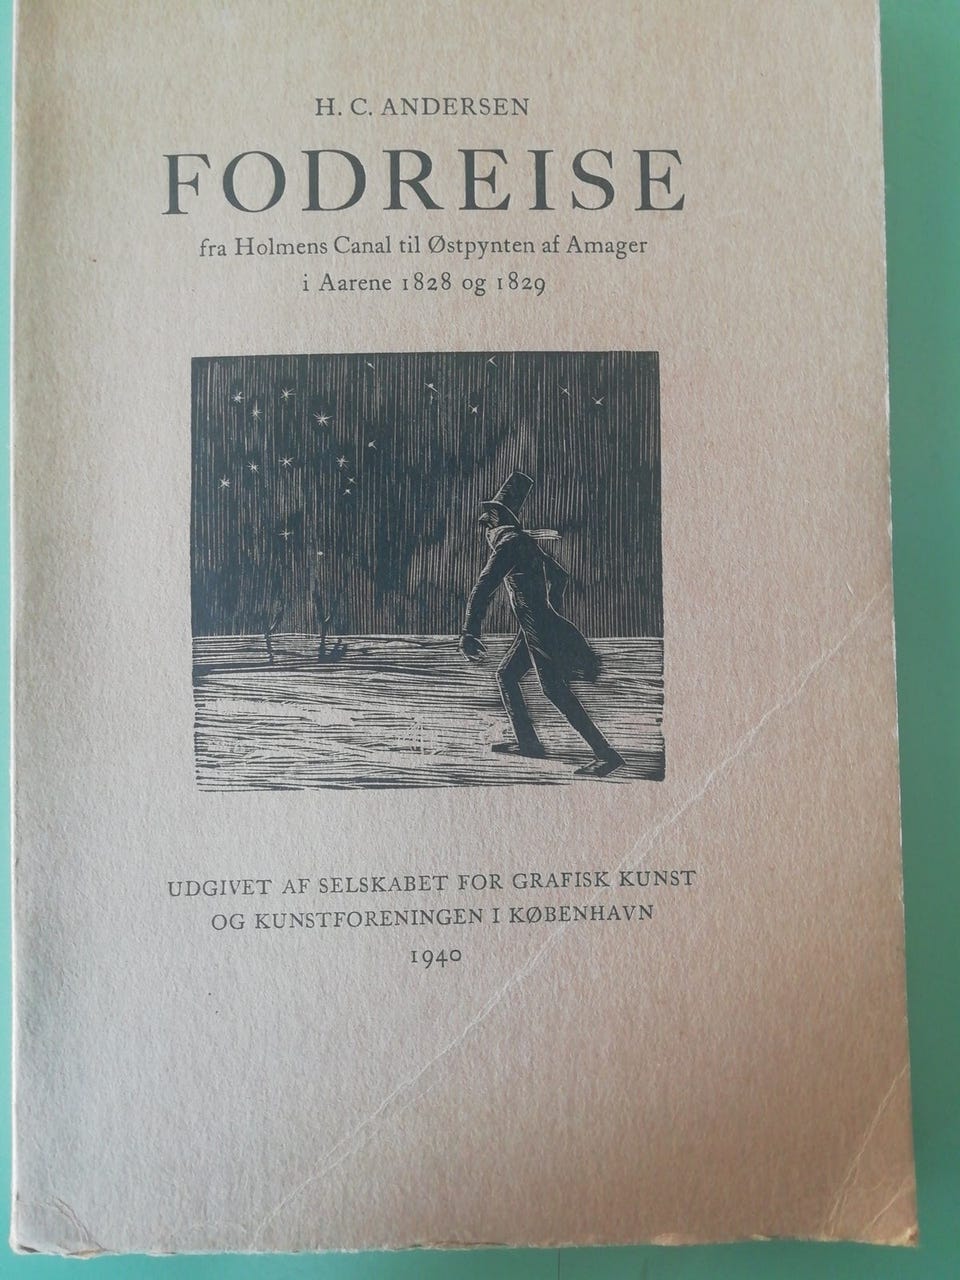 H. C. ANDERSEN
FODREISE
fra Holmens Canal til Østpynten af Amager
i Aarene 1828 og 1829
UDGIVET AF SELSKABET FOR GRAFISK KUNST
OG KUNSTFORENINGEN I KØBENHAVN
1940